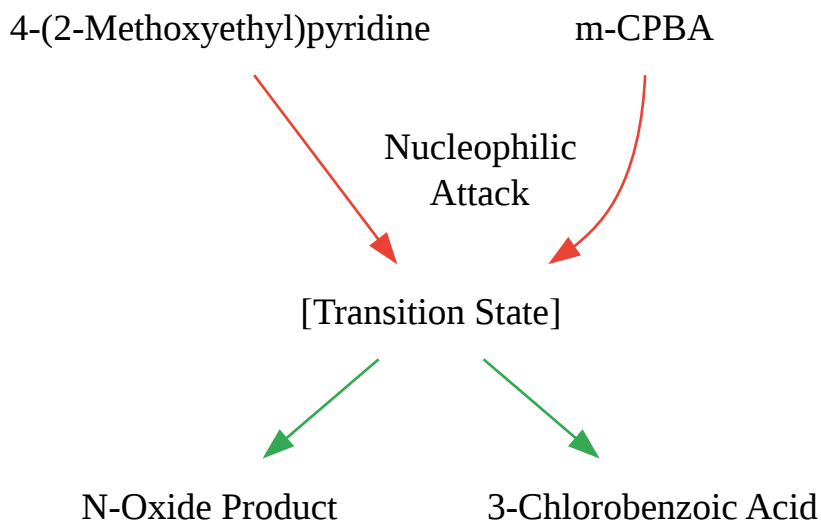 4-(2-Methoxyethyl)pyridine
m-CPBA
Nucleophilic
Attack
[Transition State]
N-Oxide Product
3-Chlorobenzoic Acid